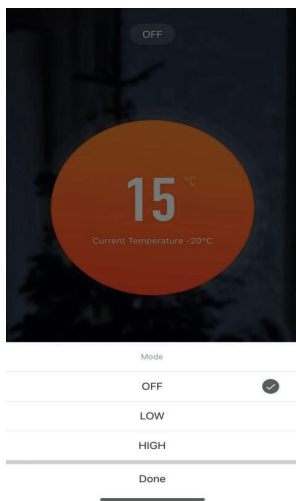 OFF
15 °C
Current Temperature -20°C
Mode
OFF
LOW
HIGH
Done